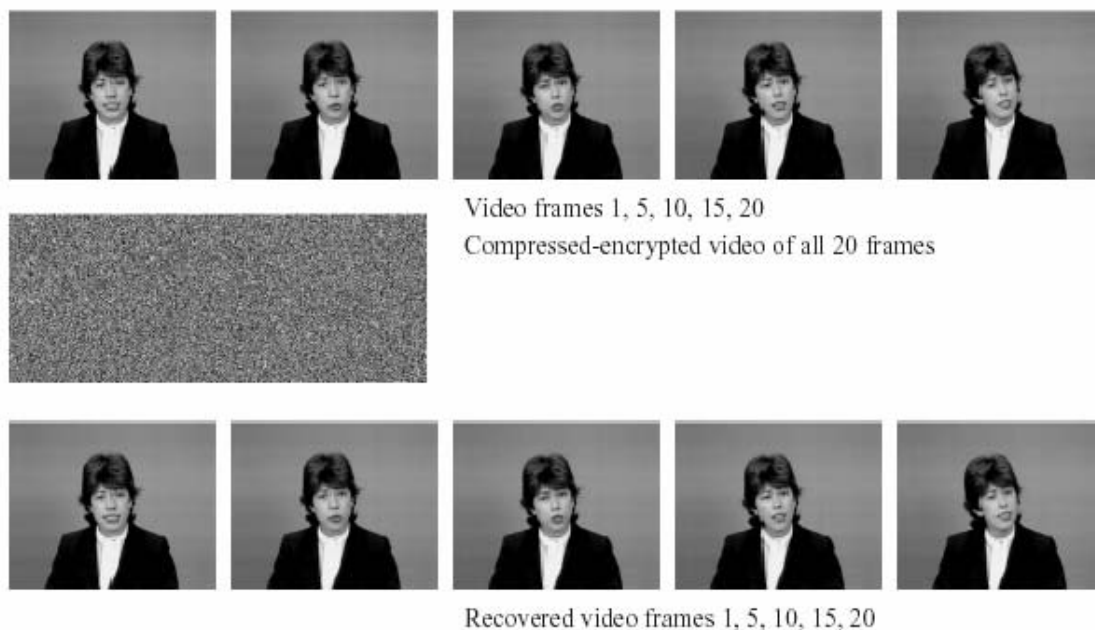 Video frames 1, 5, 10, 15, 20
Compressed-encrypted video of all 20 frames
Recovered video frames 1, 5, 10, 15, 20